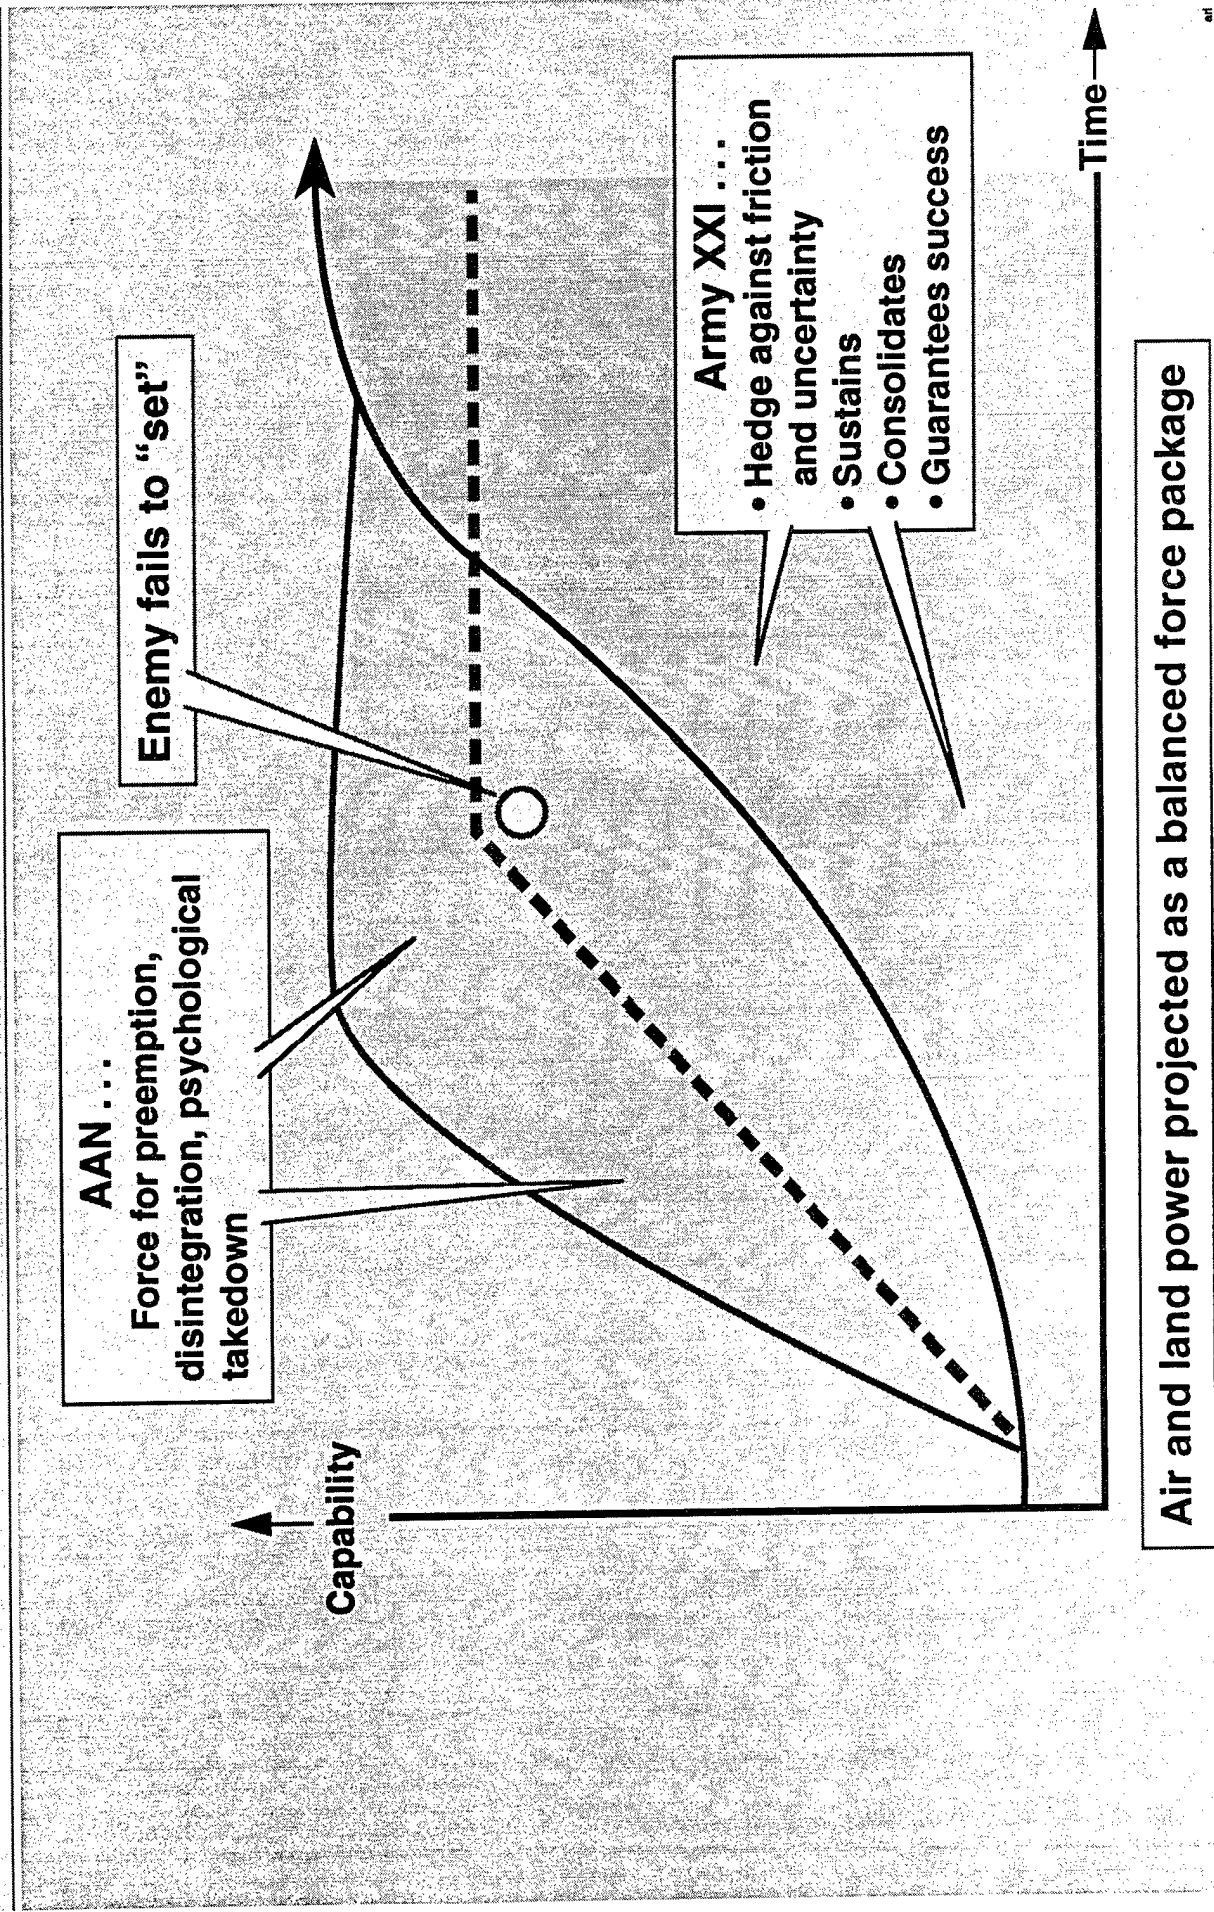 AAN . . .
Force for preemption,
disintegration, psychological
takedown
Enemy fails to “set”
Capability
Army XXI . . .
• Hedge against friction
and uncertainty
• Sustains
• Consolidates
• Guarantees success
Time
Air and land power projected as a balanced force package